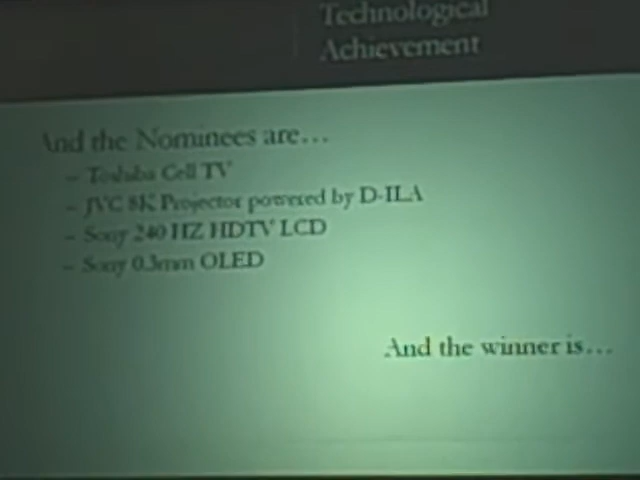 Technological
Achievement
And the Nominees are...
– Toshiba Cell TV
– JVC 8K Projector powered by D-ILA
– Sony 240 HZ HDTV LCD
– Sony 0.3mm OLED
And the winner is...